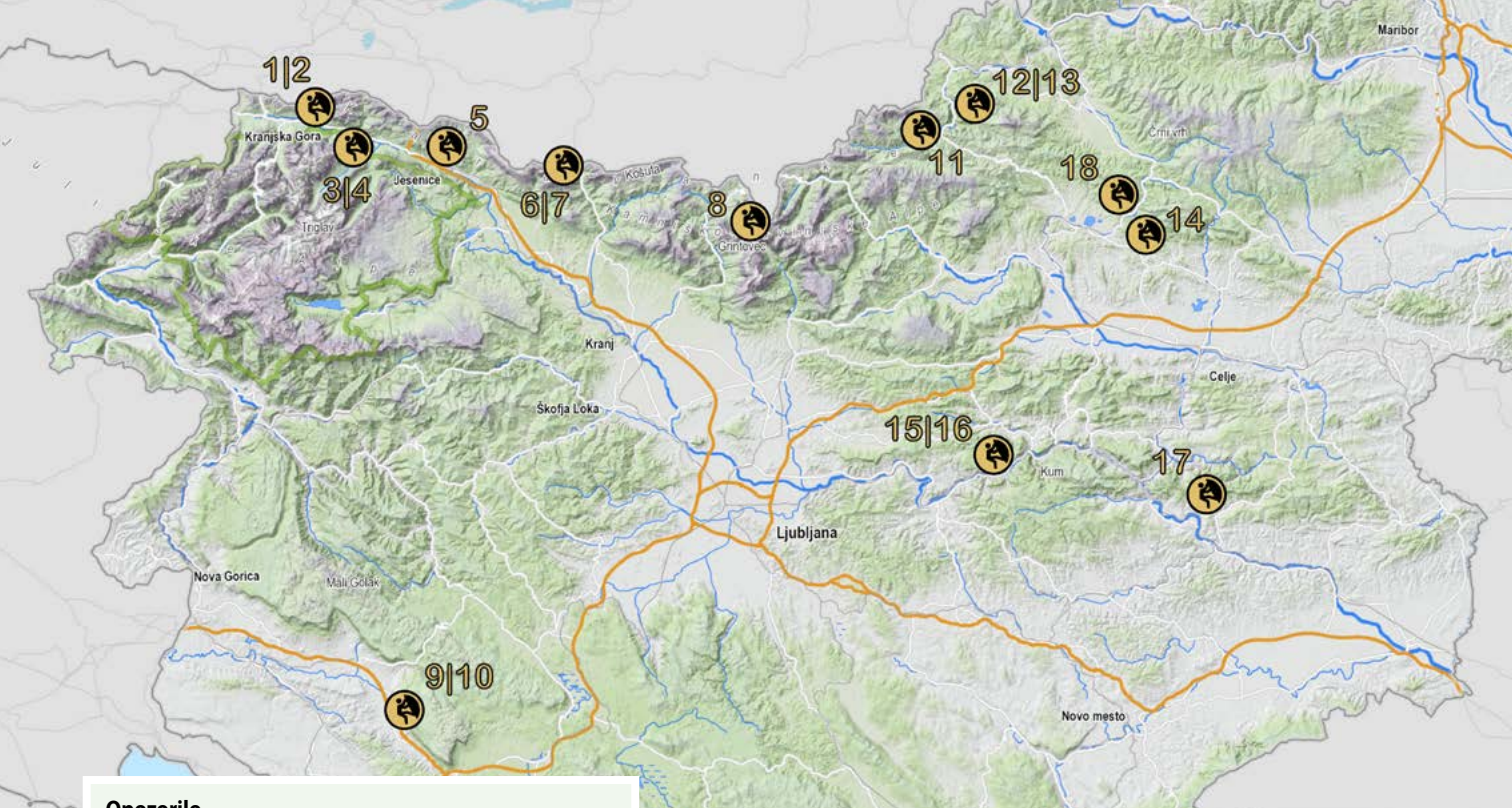 Maribor
1|2
12|13
5
Kranjska Gora
Črni vrh
11
18
Jesenice
3|4
Košuta
6|7
8
14
Triglav
Grintovec
Kranj
Celje
Škofja Loka
15|16
17
Kum
Ljubljana
Nova Gorica
Mali Golak
9|10
Novo mesto
Opozorilo